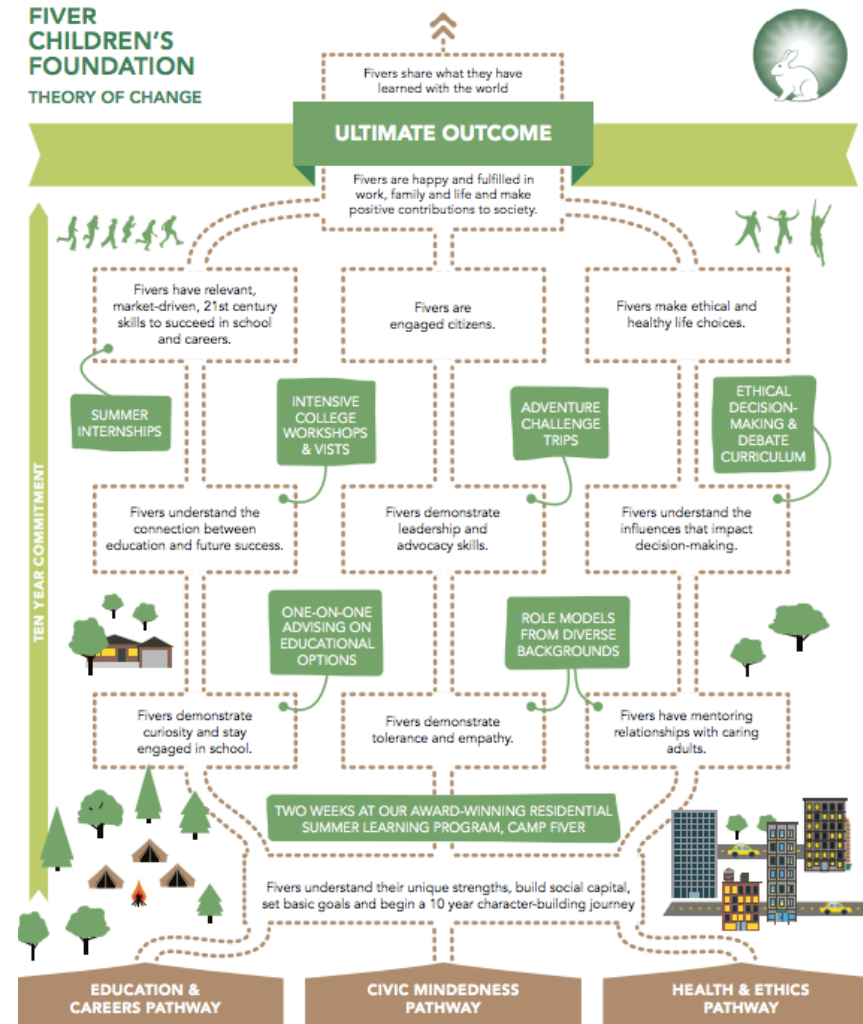 FIVER
CHILDREN'S
FOUNDATION
THEORY OF CHANGE
Fivers share what they have
learned with the world
ULTIMATE OUTCOME
Fivers are happy and fulfilled in
work, family and life and make
positive contributions to society.
Fivers have relevant,
market-driven, 21st century
skills to succeed in school
and careers.
Fivers are
engaged citizens.
Fivers make ethical and
healthy life choices.
SUMMER
INTERNSHIPS
INTENSIVE
COLLEGE
WORKSHOPS
& VISTS
ADVENTURE
CHALLENGE
TRIPS
ETHICAL
DECISION-
MAKING &
DEBATE
CURRICULUM
TEN YEAR COMMITMENT
Fivers understand the
connection between
education and future success.
Fivers demonstrate
leadership and
advocacy skills.
Fivers understand the
influences that impact
decision-making.
ONE-ON-ONE
ADVISING ON
EDUCATIONAL
OPTIONS
ROLE MODELS
FROM DIVERSE
BACKGROUNDS
Fivers demonstrate
curiosity and stay
engaged in school.
Fivers demonstrate
tolerance and empathy.
Fivers have mentoring
relationships with caring
adults.
TWO WEEKS AT OUR AWARD-WINNING RESIDENTIAL
SUMMER LEARNING PROGRAM, CAMP FIVER
Fivers understand their unique strengths, build social capital,
set basic goals and begin a 10 year character-building journey
EDUCATION &
CAREERS PATHWAY
CIVIC MINDEDNESS
PATHWAY
HEALTH & ETHICS
PATHWAY